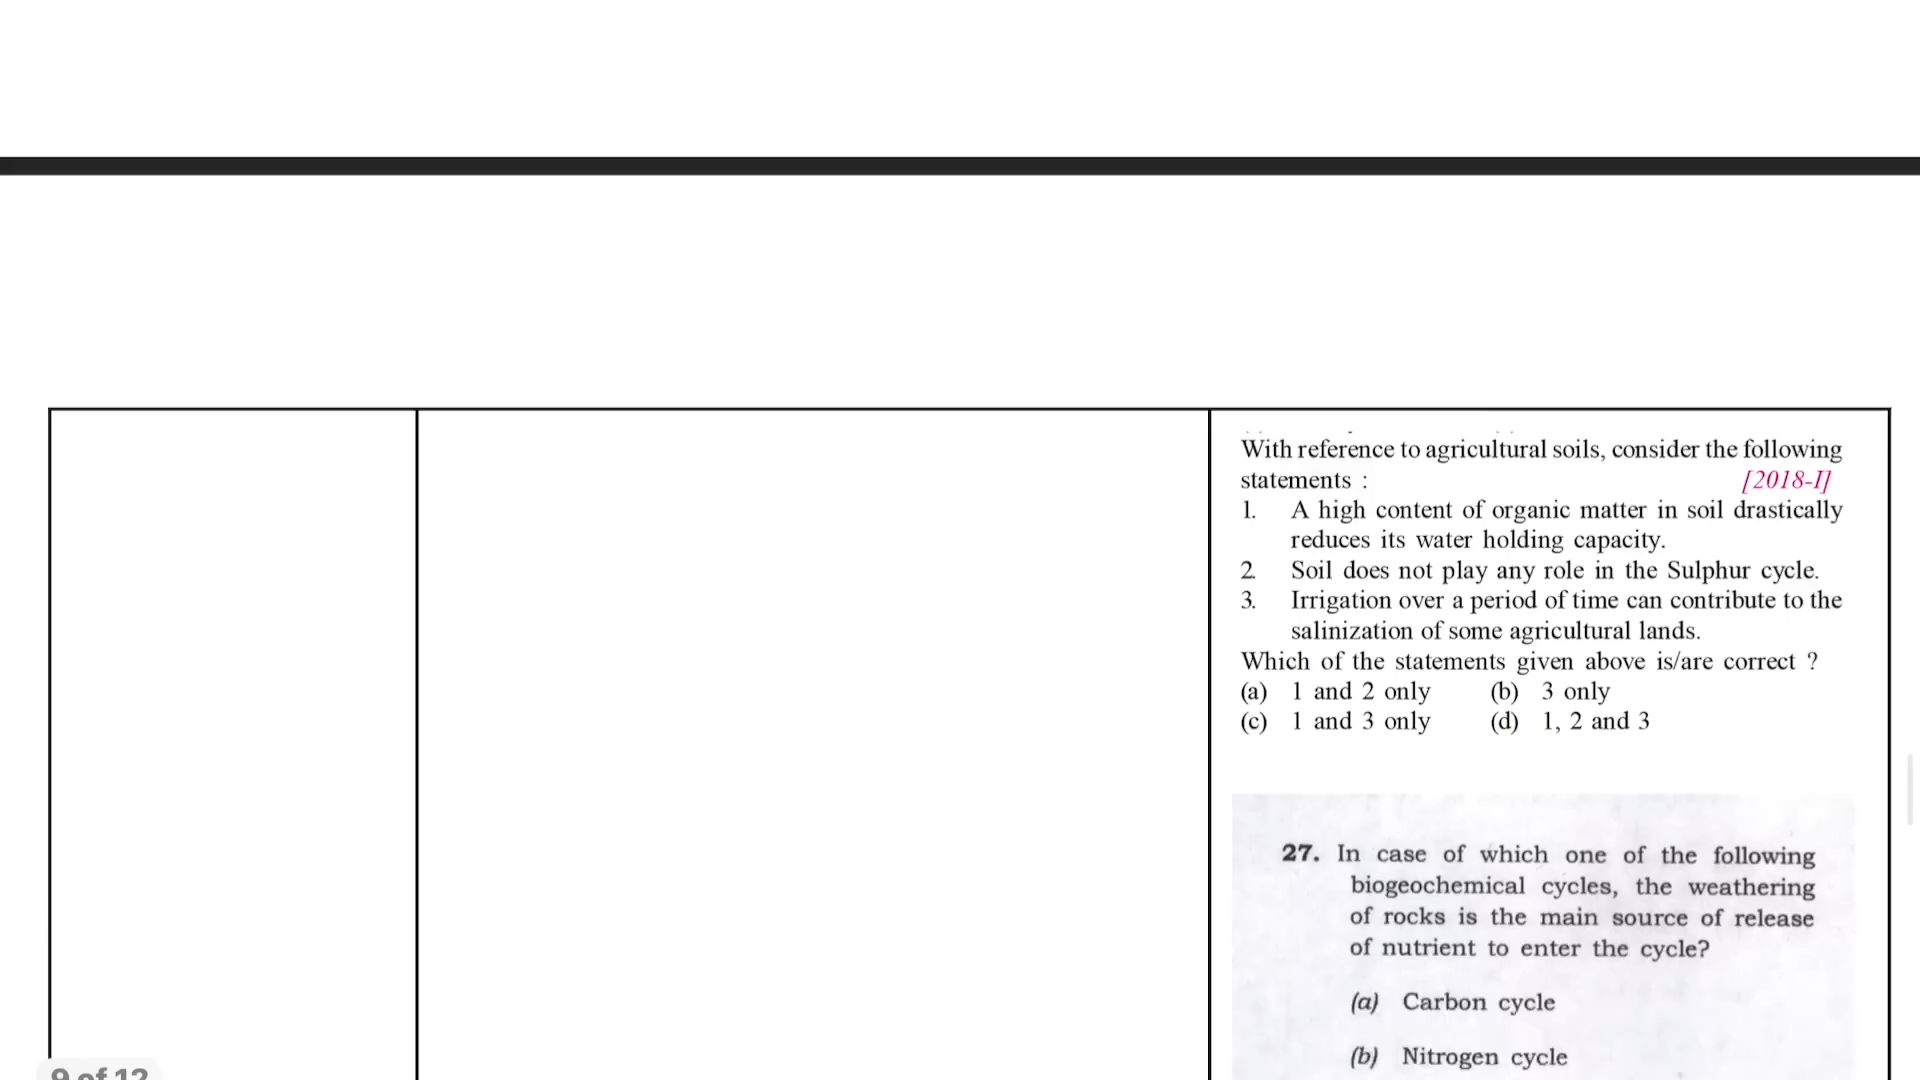 With reference to agricultural soils, consider the following
statements : [2018-I]
1. A high content of organic matter in soil drastically
reduces its water holding capacity.
2. Soil does not play any role in the Sulphur cycle.
3. Irrigation over a period of time can contribute to the
salinization of some agricultural lands.
Which of the statements given above is/are correct ?
(a) 1 and 2 only (b) 3 only
(c) 1 and 3 only (d) 1, 2 and 3
27. In case of which one of the following
biogeochemical cycles, the weathering
of rocks is the main source of release
of nutrient to enter the cycle?
(a) Carbon cycle
(b) Nitrogen cycle
9 of 12